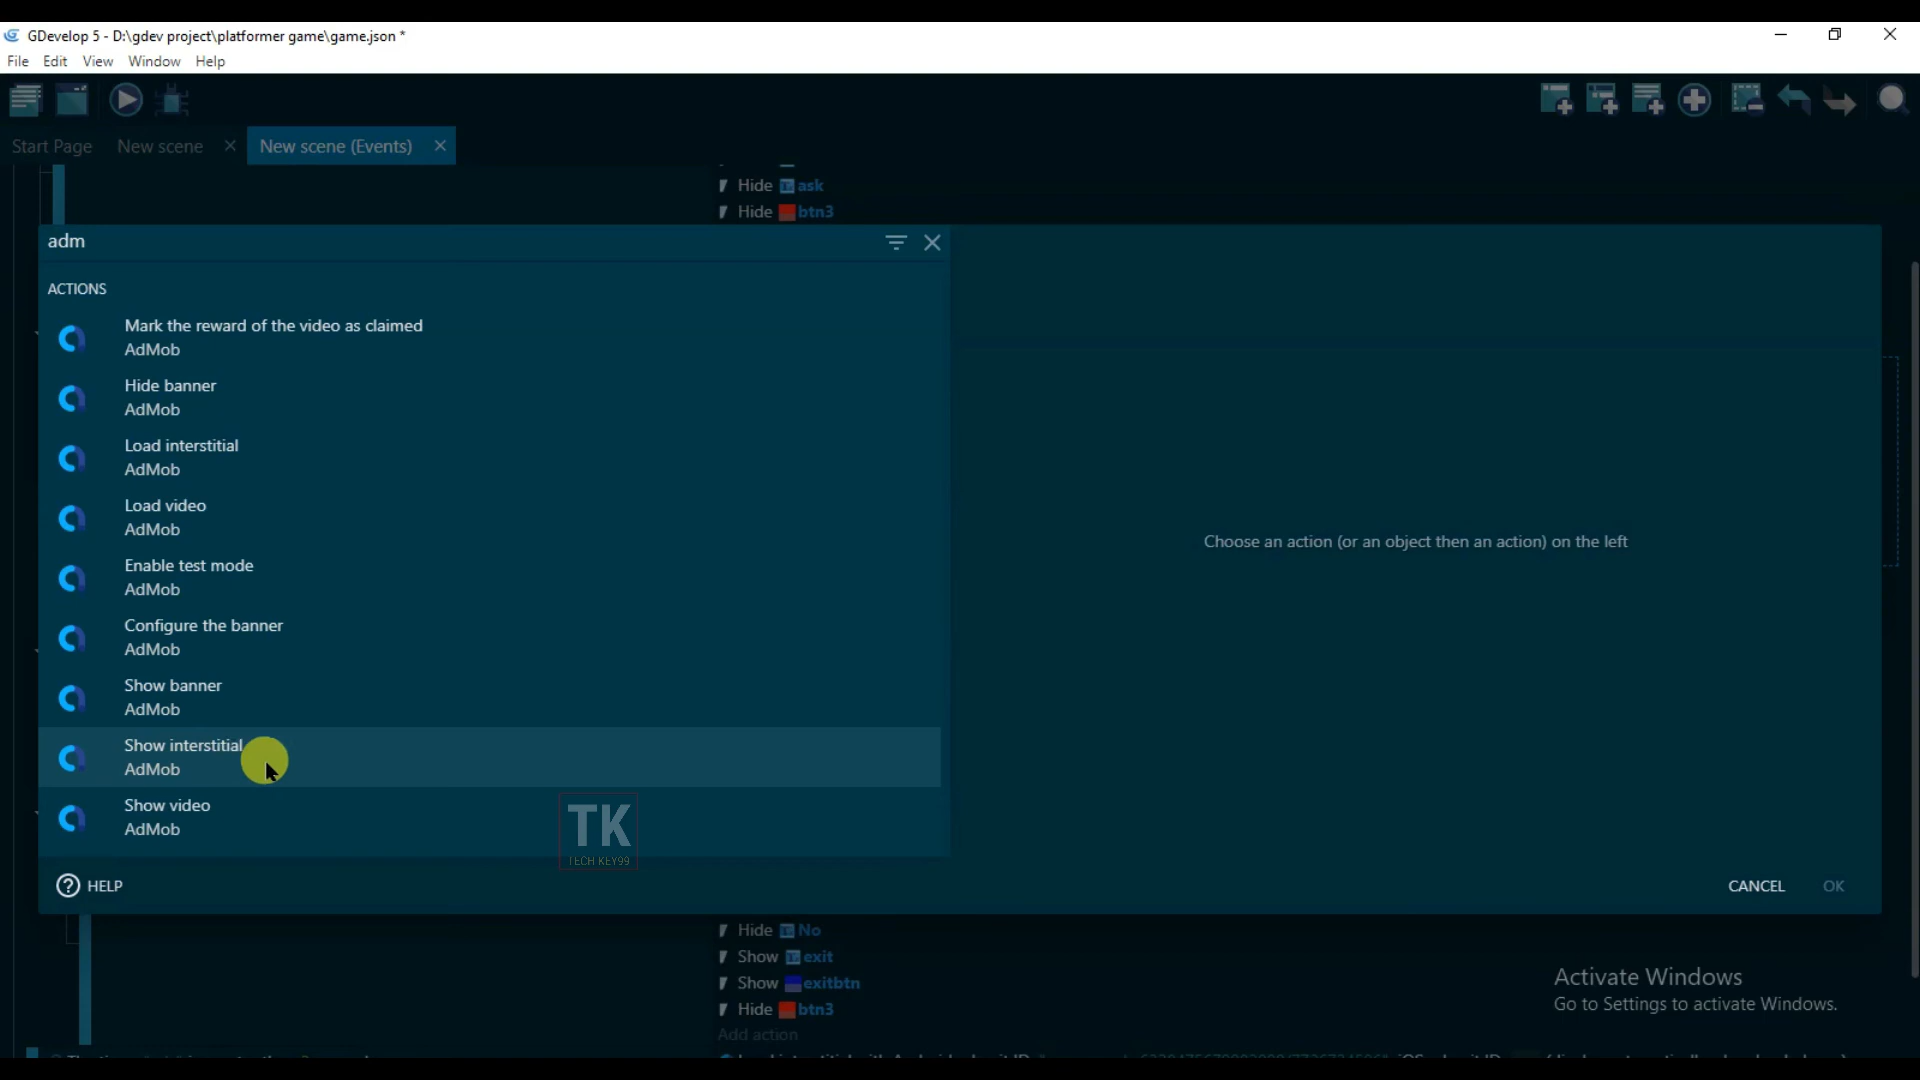 GDevelop 5 - D:\gdev project\platformer game\game.json *
File Edit View Window Help
Start Page New scene New scene (Events)
Hide ask
Hide btn3
adm
ACTIONS
Mark the reward of the video as claimed
AdMob
Hide banner
AdMob
Load interstitial
AdMob
Load video
AdMob
Enable test mode
AdMob
Configure the banner
AdMob
Show banner
AdMob
Show interstitial
AdMob
Show video
AdMob
Choose an action (or an object then an action) on the left
TK
TECH KEY99
HELP
CANCEL OK
Hide No
Show exit
Show exitbtn
Hide btn3
Add action
Activate Windows
Go to Settings to activate Windows.